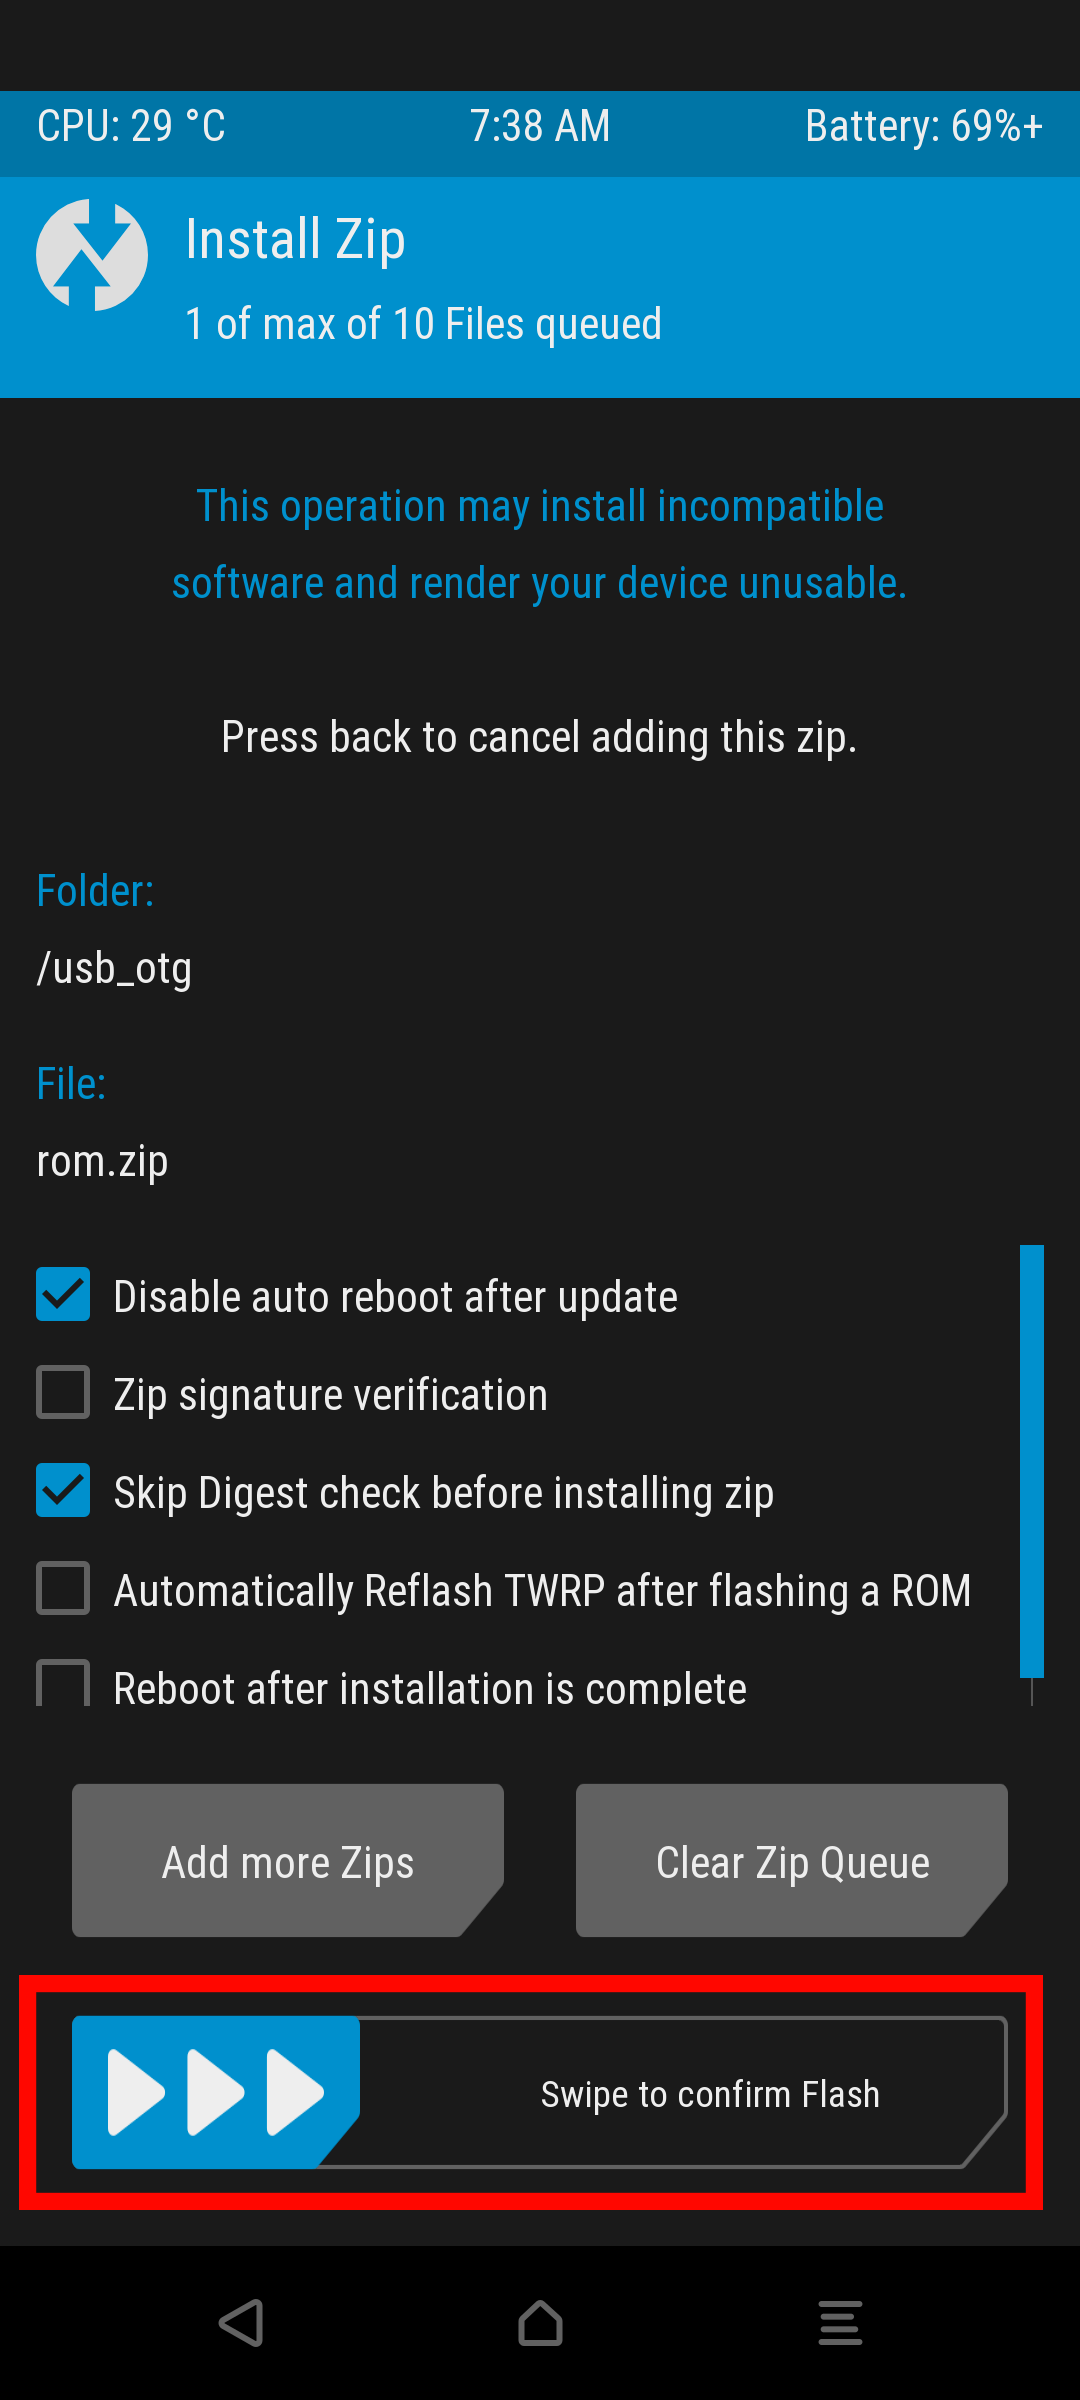 CPU: 29 °C
7:38 AM
Battery: 69%+
Install Zip
1 of max of 10 Files queued
This operation may install incompatible
software and render your device unusable.
Press back to cancel adding this zip.
Folder:
/usb_otg
File:
rom.zip
Disable auto reboot after update
Zip signature verification
Skip Digest check before installing zip
Automatically Reflash TWRP after flashing a ROM
Reboot after installation is complete
Add more Zips
Clear Zip Queue
Swipe to confirm Flash